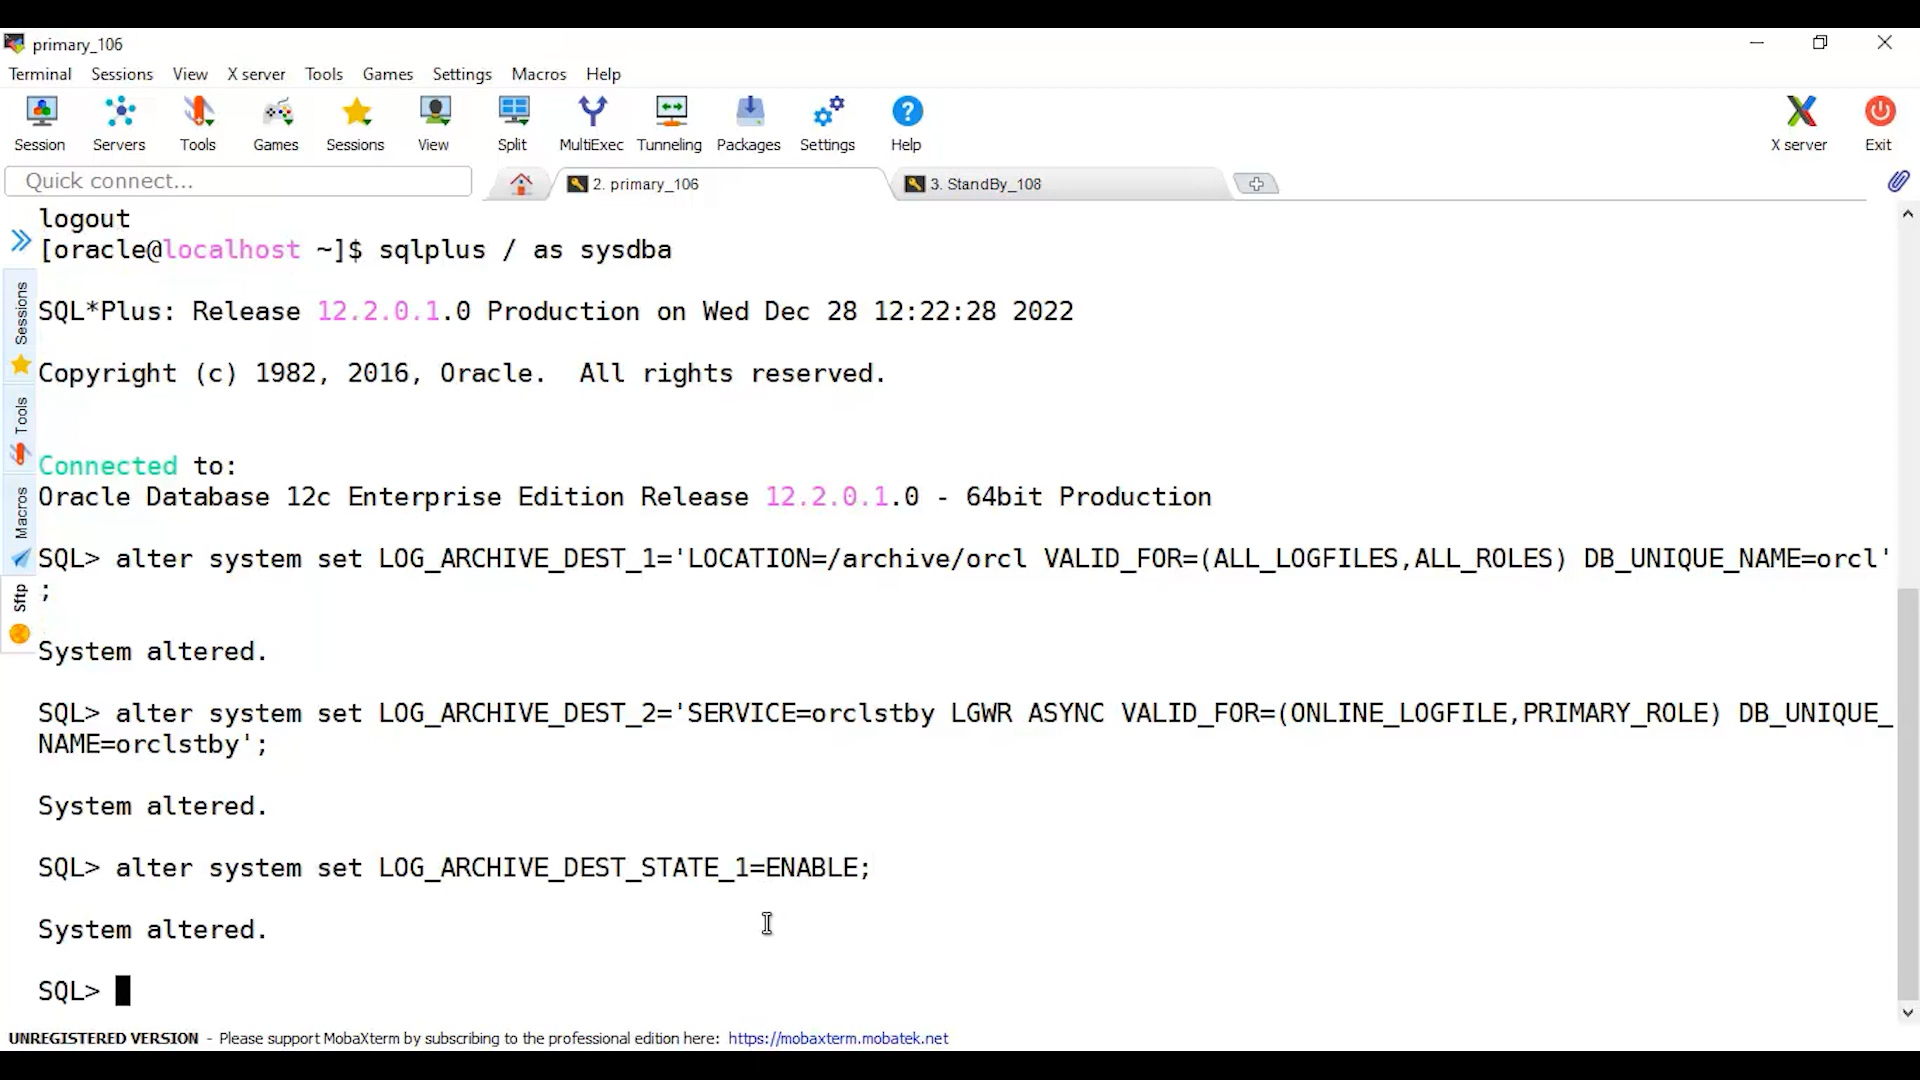 primary_106
Terminal Sessions View X server Tools Games Settings Macros Help
Session Servers Tools Games Sessions View Split MultiExec Tunneling Packages Settings Help X server Exit
Quick connect...
2. primary_106
3. StandBy_108
Sessions
Tools
Macros
Sftp
logout
[oracle@localhost ~]$ sqlplus / as sysdba
SQL*Plus: Release 12.2.0.1.0 Production on Wed Dec 28 12:22:28 2022
Copyright (c) 1982, 2016, Oracle.  All rights reserved.
Connected to:
Oracle Database 12c Enterprise Edition Release 12.2.0.1.0 - 64bit Production
SQL> alter system set LOG_ARCHIVE_DEST_1='LOCATION=/archive/orcl VALID_FOR=(ALL_LOGFILES,ALL_ROLES) DB_UNIQUE_NAME=orcl'
;
System altered.
SQL> alter system set LOG_ARCHIVE_DEST_2='SERVICE=orclstby LGWR ASYNC VALID_FOR=(ONLINE_LOGFILE,PRIMARY_ROLE) DB_UNIQUE_
NAME=orclstby';
System altered.
SQL> alter system set LOG_ARCHIVE_DEST_STATE_1=ENABLE;
System altered.
SQL>
UNREGISTERED VERSION - Please support MobaXterm by subscribing to the professional edition here: https://mobaxterm.mobatek.net